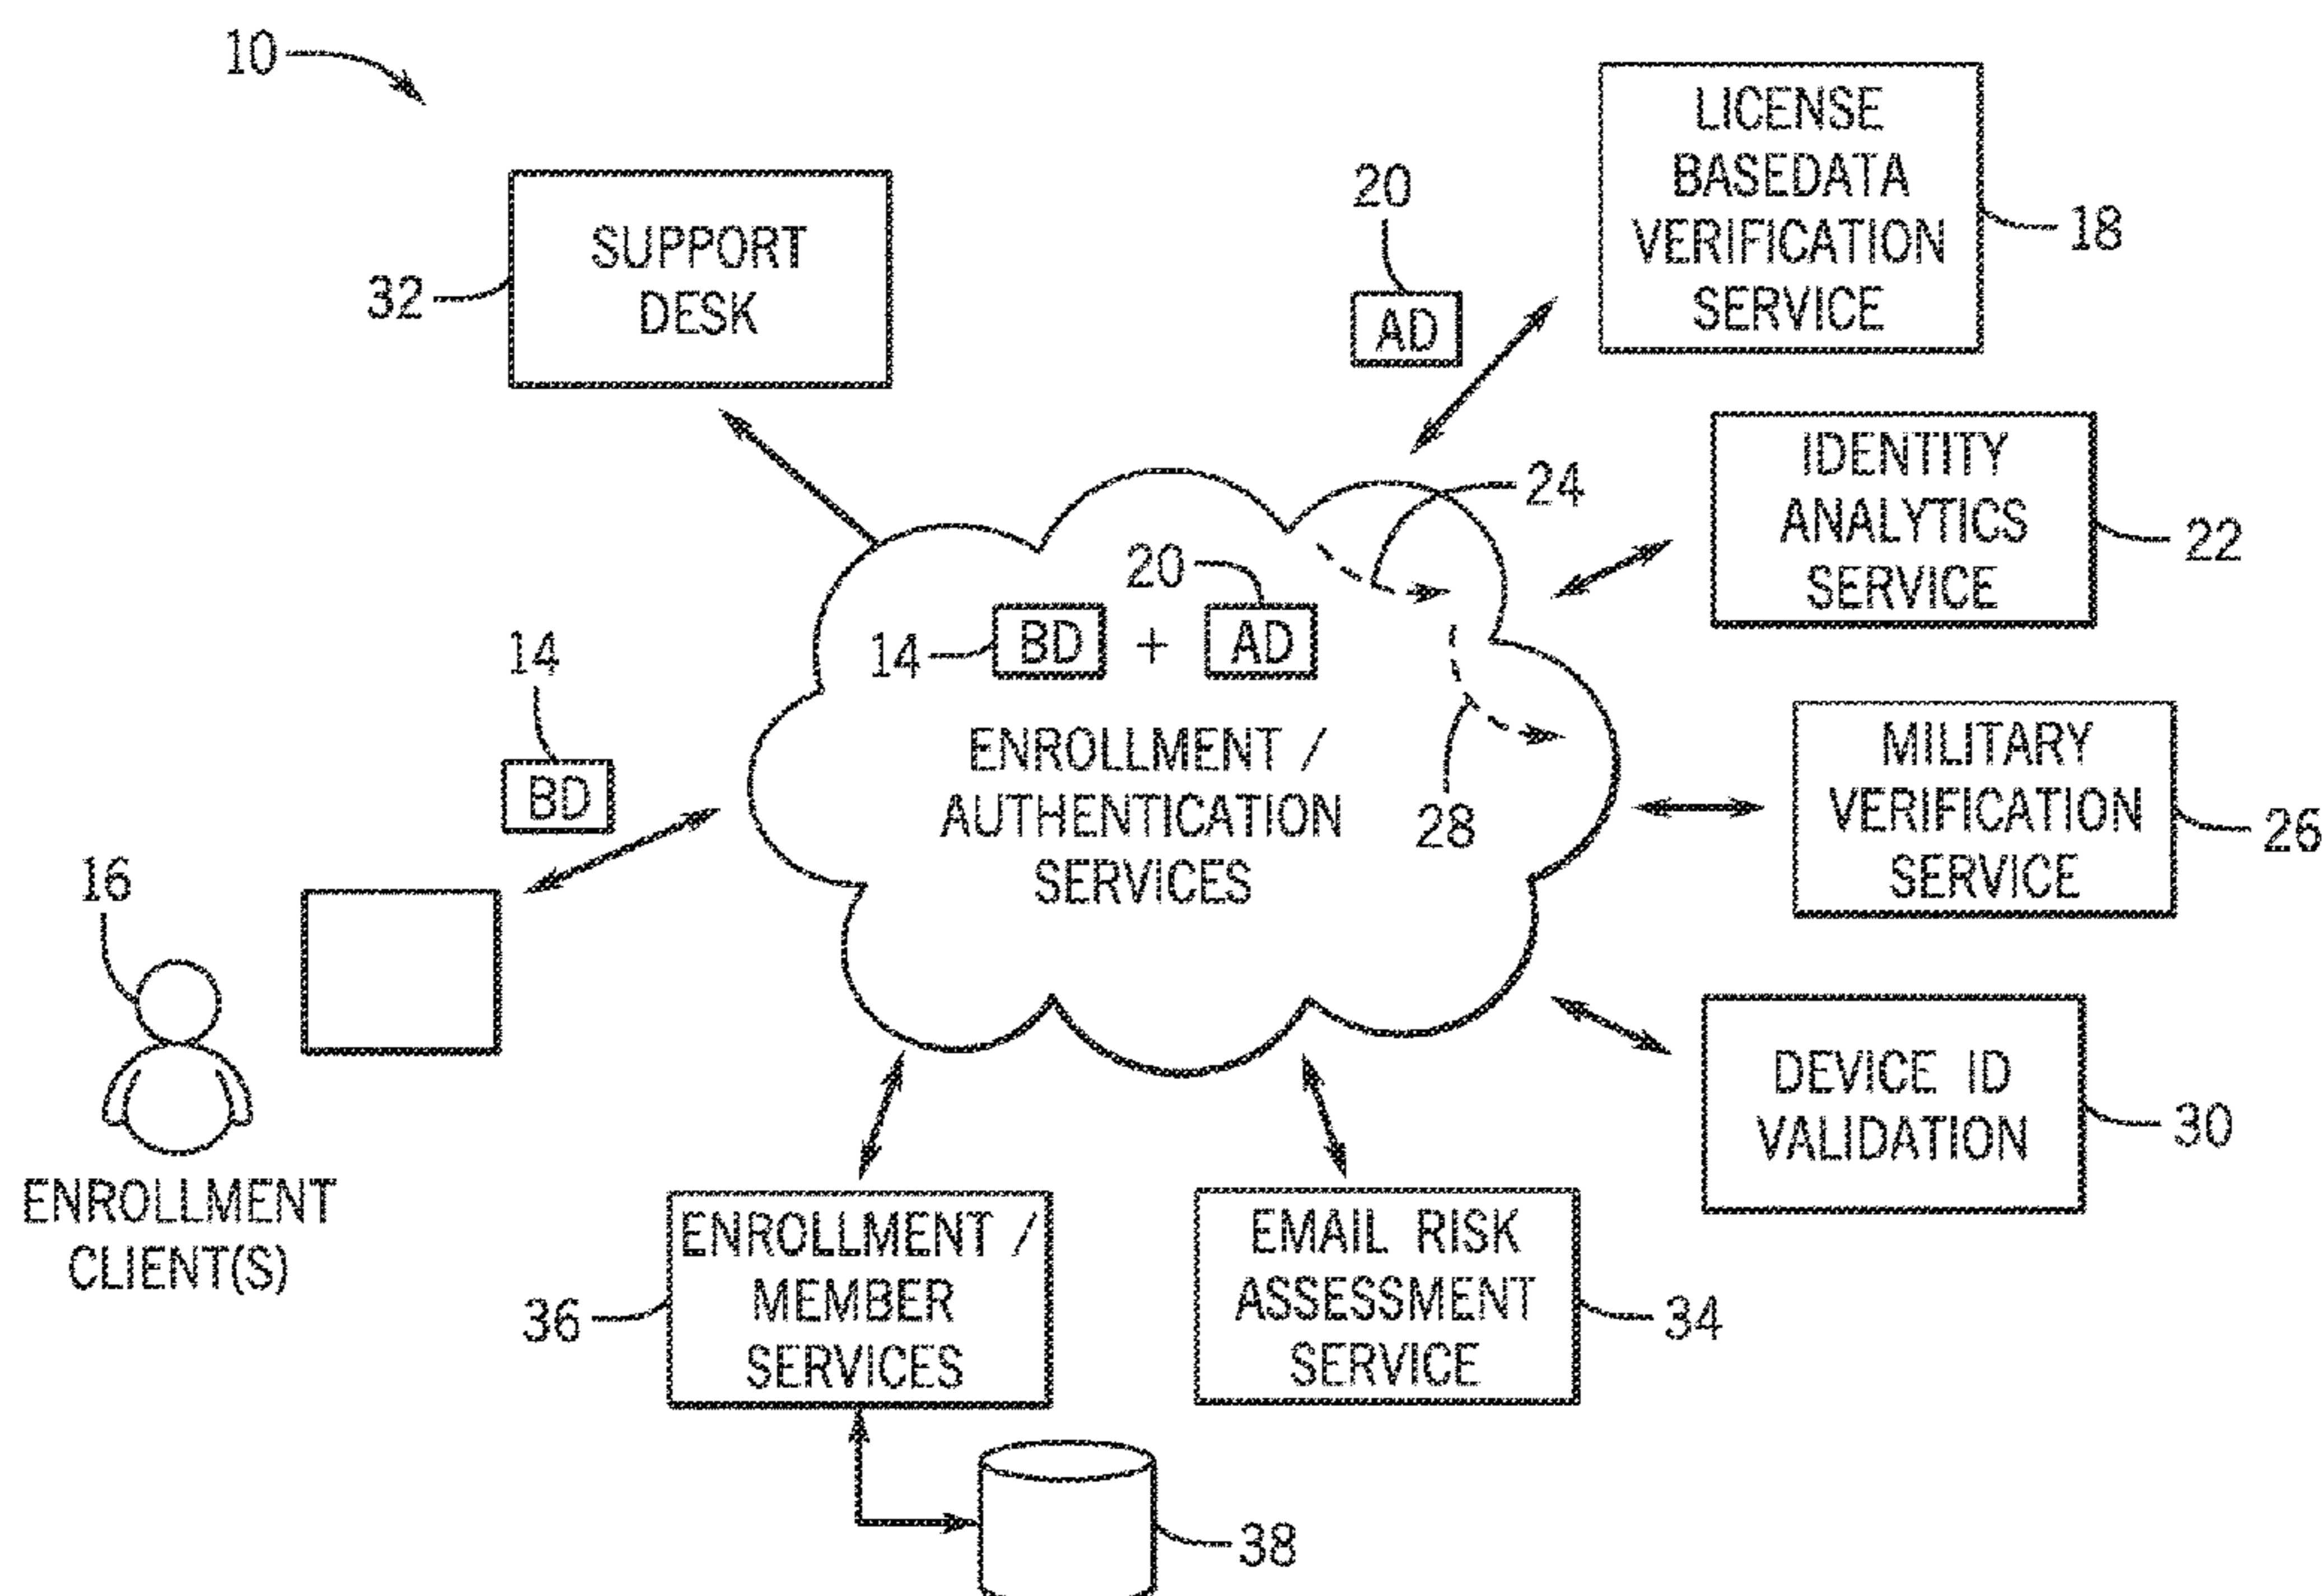 10
SUPPORT
DESK
32
20
AD
LICENSE
BASEDATA
VERIFICATION
SERVICE
18
IDENTITY
ANALYTICS
SERVICE
22
24
20
14
BD + AD
ENROLLMENT /
AUTHENTICATION
SERVICES
28
14
BD
16
ENROLLMENT
CLIENT(S)
MILITARY
VERIFICATION
SERVICE
26
DEVICE ID
VALIDATION
30
ENROLLMENT /
MEMBER
SERVICES
36
EMAIL RISK
ASSESSMENT
SERVICE
34
38